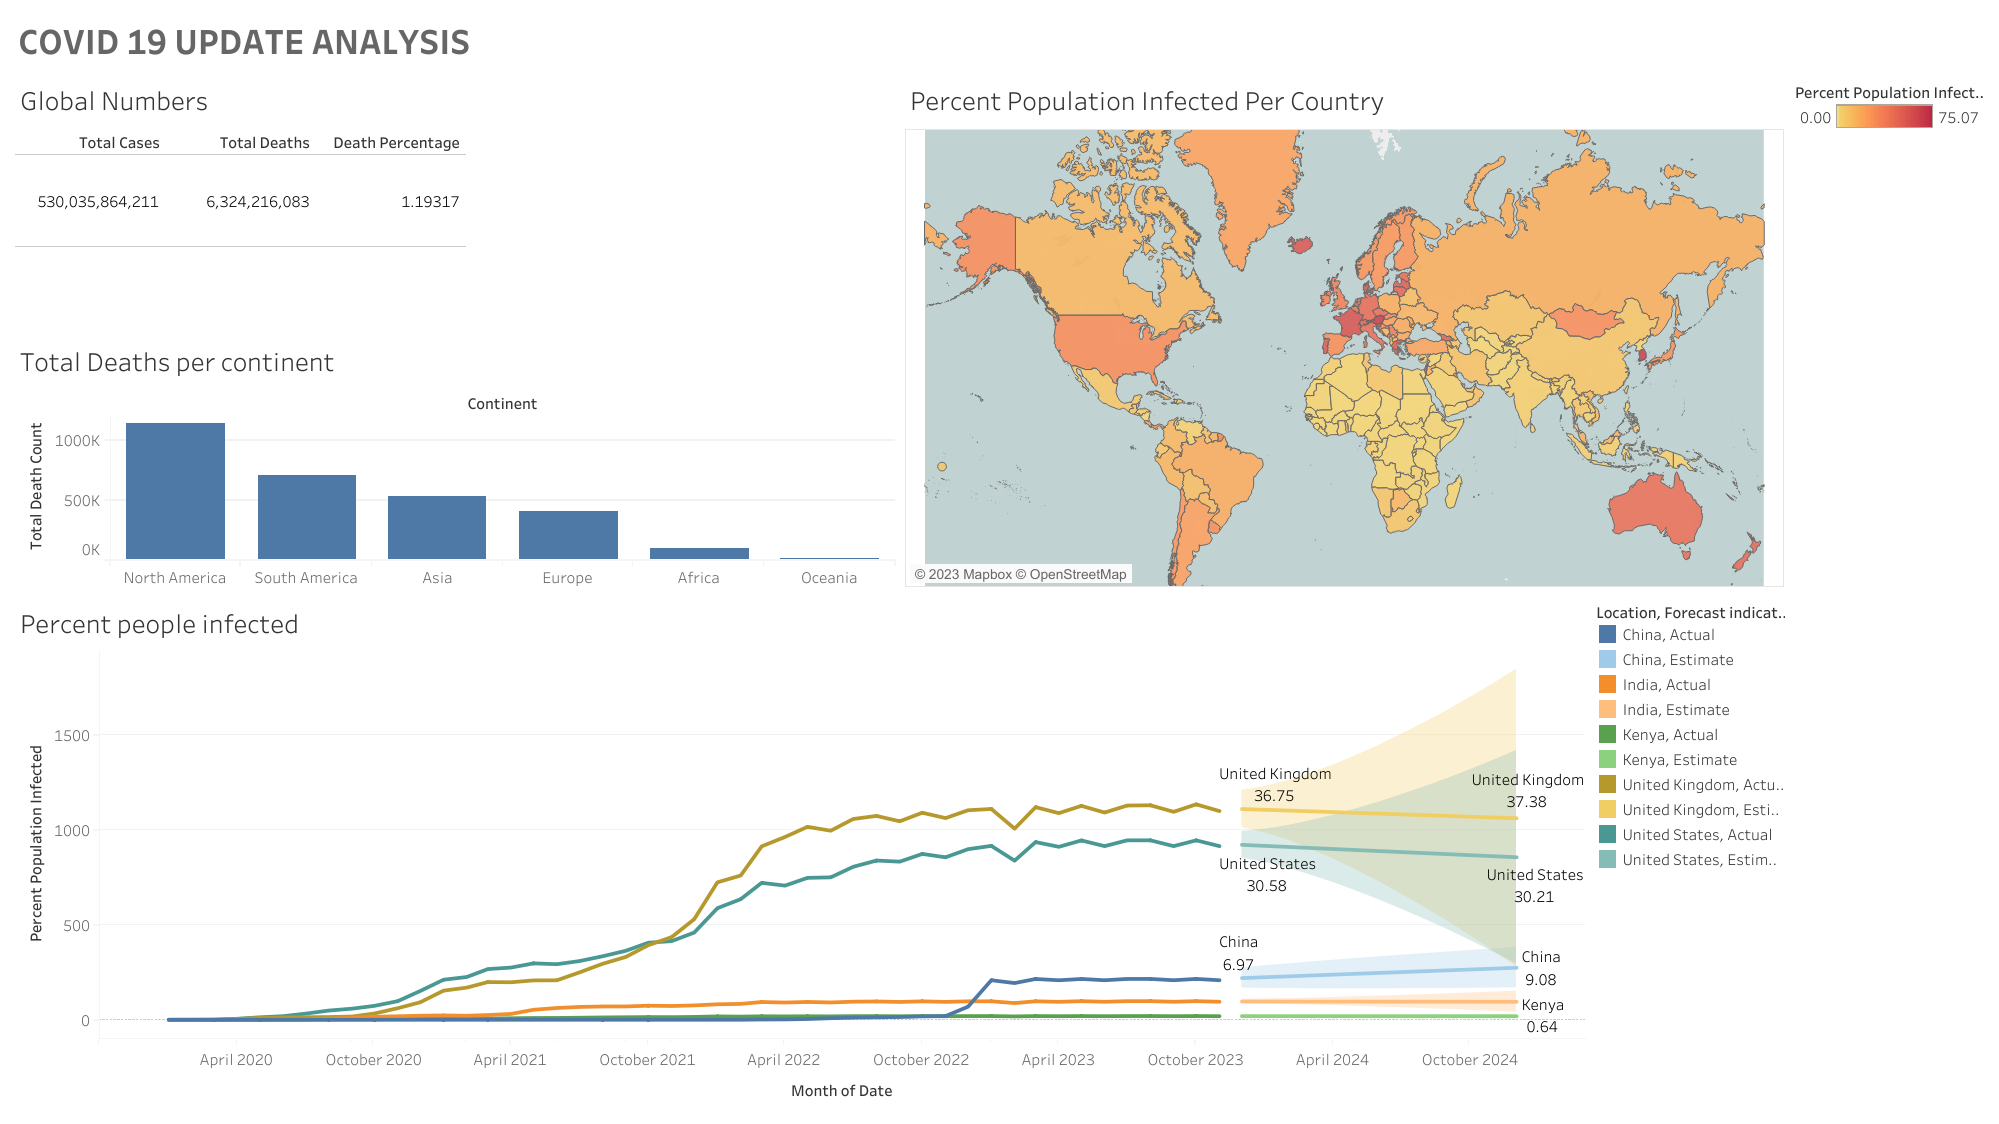 COVID 19 UPDATE ANALYSIS
Global Numbers
Total Cases Total Deaths Death Percentage
530,035,864,211 6,324,216,083 1.19317
Percent Population Infected Per Country
© 2023 Mapbox © OpenStreetMap
Percent Population Infect..
0.00 75.07
Total Deaths per continent
Continent
Total Death Count
1000K
500K
0K
North America South America Asia Europe Africa Oceania
Percent people infected
Percent Population Infected
1500
1000
500
0
United Kingdom
36.75
United Kingdom
37.38
United States
30.58
United States
30.21
China
6.97
China
9.08
Kenya
0.64
April 2020 October 2020 April 2021 October 2021 April 2022 October 2022 April 2023 October 2023 April 2024 October 2024
Month of Date
Location, Forecast indicat..
China, Actual
China, Estimate
India, Actual
India, Estimate
Kenya, Actual
Kenya, Estimate
United Kingdom, Actu..
United Kingdom, Esti..
United States, Actual
United States, Estim..